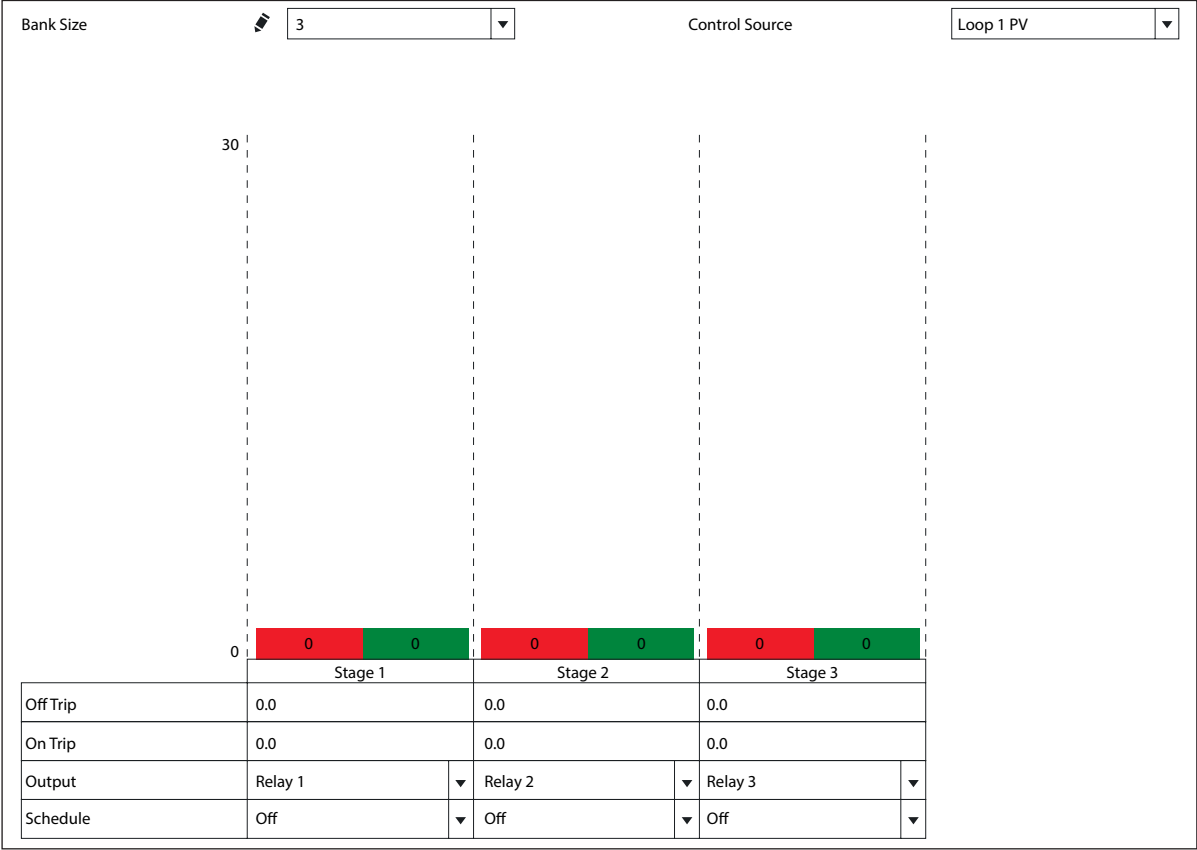 Bank Size 3 Control Source Loop 1 PV
30
0 0 0 0 0 0 0
Stage 1 Stage 2 Stage 3
Off Trip 0.0 0.0 0.0
On Trip 0.0 0.0 0.0
Output Relay 1 Relay 2 Relay 3
Schedule Off Off Off